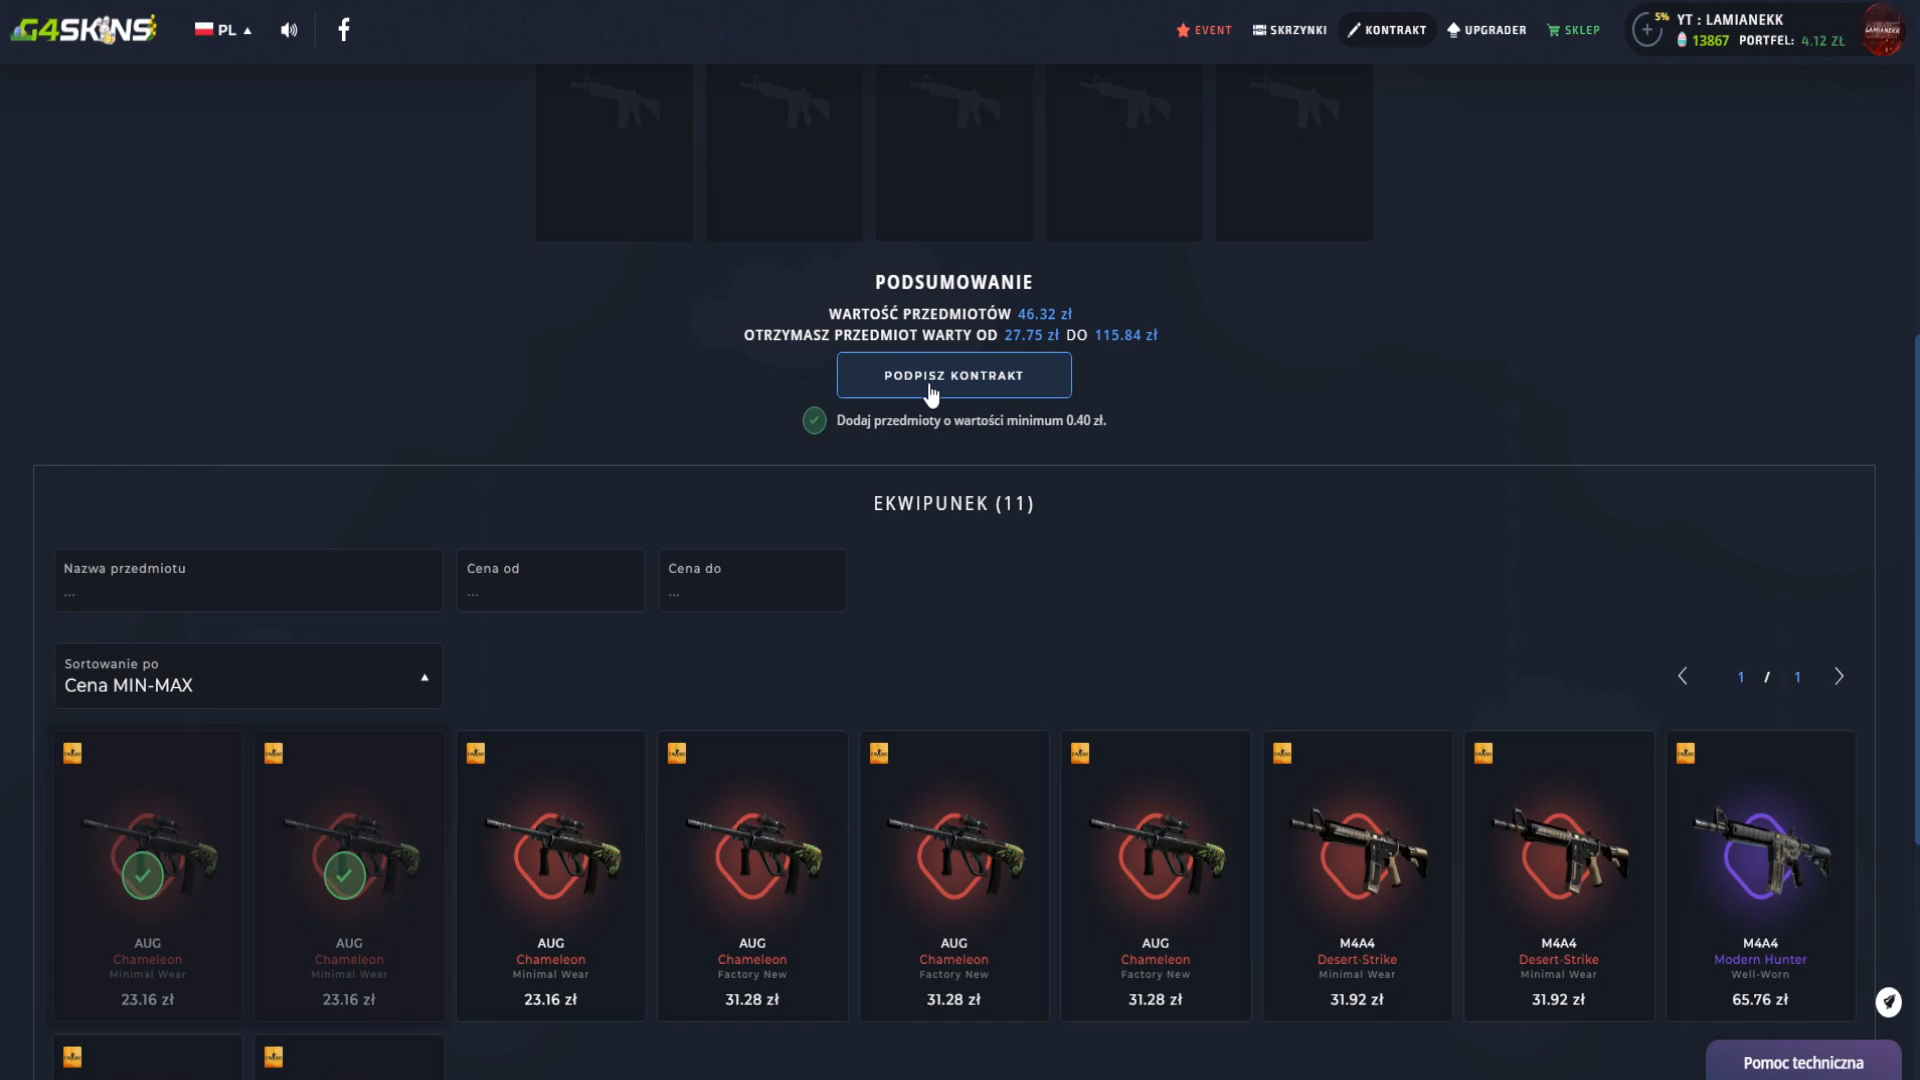 G4SKINS
PL
EVENT
SKRZYNKI
KONTRAKT
UPGRADER
SKLEP
5%
YT : LAMIANEKK
13867 PORTFEL: 4.12 ZŁ
PODSUMOWANIE
WARTOŚĆ PRZEDMIOTÓW 46.32 zł
OTRZYMASZ PRZEDMIOT WARTY OD 27.75 zł DO 115.84 zł
PODPISZ KONTRAKT
Dodaj przedmioty o wartości minimum 0.40 zł.
EKWIPUNEK (11)
Nazwa przedmiotu
...
Cena od
...
Cena do
...
Sortowanie po
Cena MIN-MAX
1 / 1
AUG
Chameleon
Minimal Wear
23.16 zł
AUG
Chameleon
Minimal Wear
23.16 zł
AUG
Chameleon
Minimal Wear
23.16 zł
AUG
Chameleon
Factory New
31.28 zł
AUG
Chameleon
Factory New
31.28 zł
AUG
Chameleon
Factory New
31.28 zł
M4A4
Desert-Strike
Minimal Wear
31.92 zł
M4A4
Desert-Strike
Minimal Wear
31.92 zł
M4A4
Modern Hunter
Well-Worn
65.76 zł
Pomoc techniczna